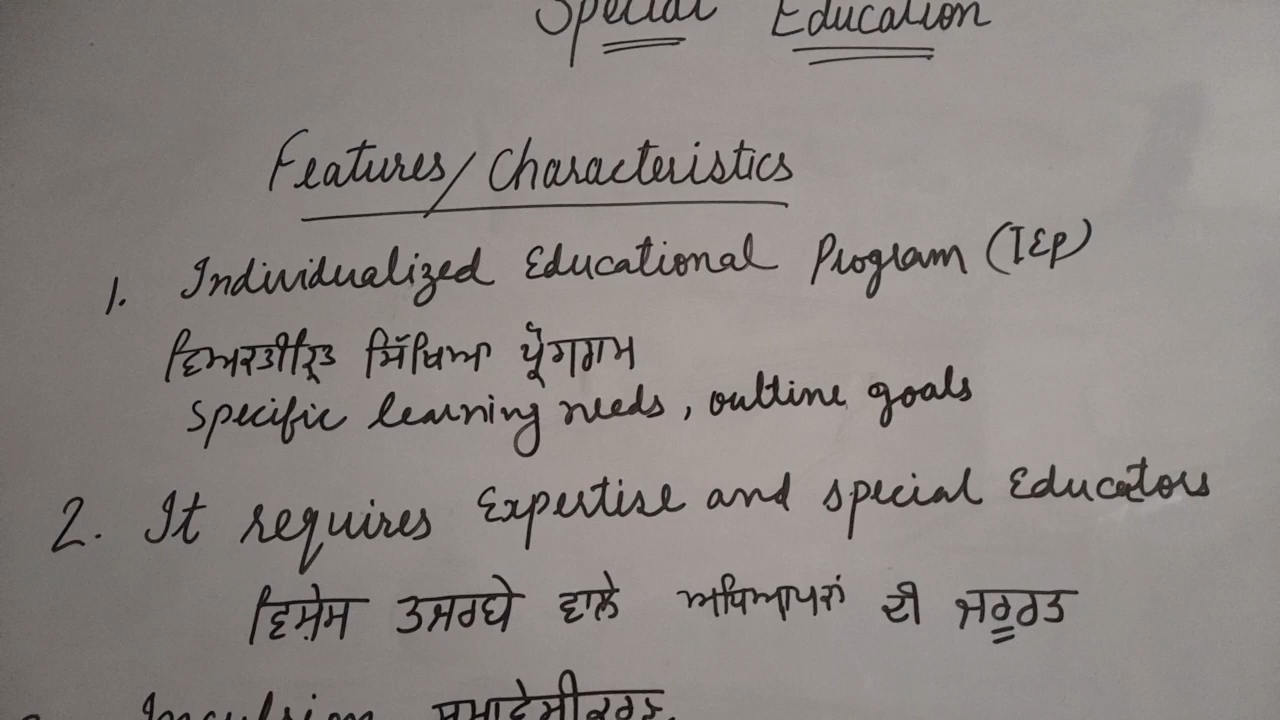 Special Education
Features/Characteristics
1. Individualized Educational Program (IEP)
ਵਿਅਕਤੀਕ੍ਰਿਤ ਸਿੱਖਿਆ ਪ੍ਰੋਗਰਾਮ
Specific learning needs, outline goals
2. It requires Expertise and special Educators
ਵਿਸ਼ੇਸ ਤਜਰਬੇ ਵਾਲੇ ਅਧਿਆਪਕਾਂ ਦੀ ਜਰੂਰਤ